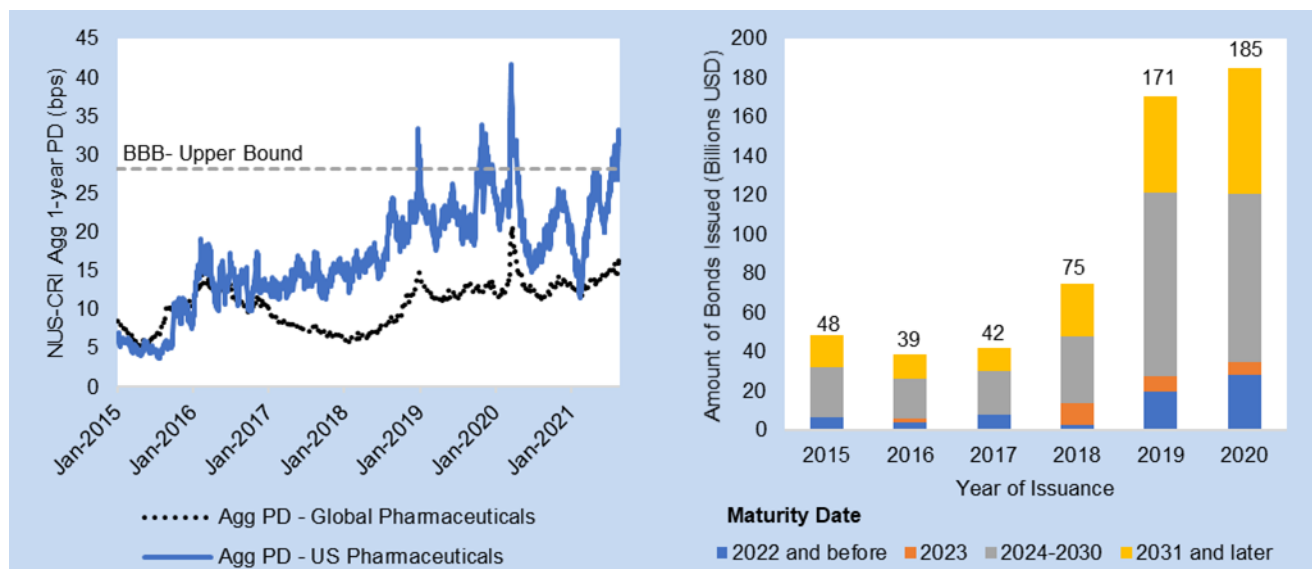 NUS-CRI Agg 1-year PD (bps)
45
40
35
30
25
20
15
10
5
0
BBB- Upper Bound
Jan-2015
Jan-2016
Jan-2017
Jan-2018
Jan-2019
Jan-2020
Jan-2021
Agg PD - Global Pharmaceuticals
Agg PD - US Pharmaceuticals
Amount of Bonds Issued (Billions USD)
200
180
160
140
120
100
80
60
40
20
0
48
39
42
75
171
185
2015
2016
2017
2018
2019
2020
Year of Issuance
Maturity Date
2022 and before
2023
2024-2030
2031 and later